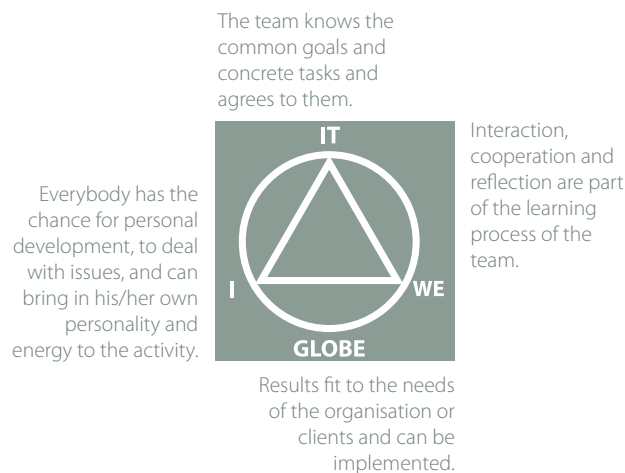 The team knows the
common goals and
concrete tasks and
agrees to them.
IT
Interaction,
cooperation and
reflection are part
of the learning
process of the
team.
Everybody has the
chance for personal
development, to deal
with issues, and can
bring in his/her own
personality and
energy to the activity.
I
WE
GLOBE
Results fit to the needs
of the organisation or
clients and can be
implemented.